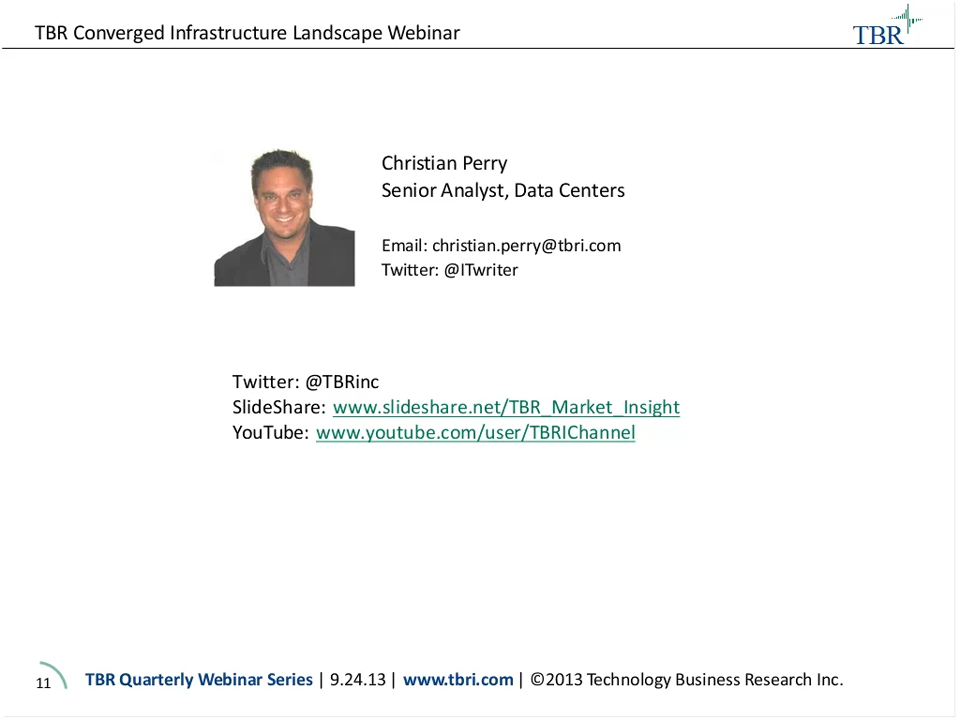 TBR Converged Infrastructure Landscape Webinar
TBR
Christian Perry
Senior Analyst, Data Centers
Email: christian.perry@tbri.com
Twitter: @ITwriter
Twitter: @TBRinc
SlideShare: www.slideshare.net/TBR_Market_Insight
YouTube: www.youtube.com/user/TBRIChannel
11 TBR Quarterly Webinar Series | 9.24.13 | www.tbri.com | ©2013 Technology Business Research Inc.